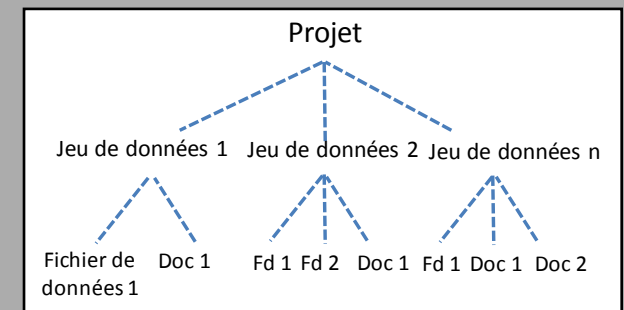 Projet
Jeu de données 1 Jeu de données 2 Jeu de données n
Fichier de données 1 Doc 1 Fd 1 Fd 2 Doc 1 Fd 1 Doc 1 Doc 2